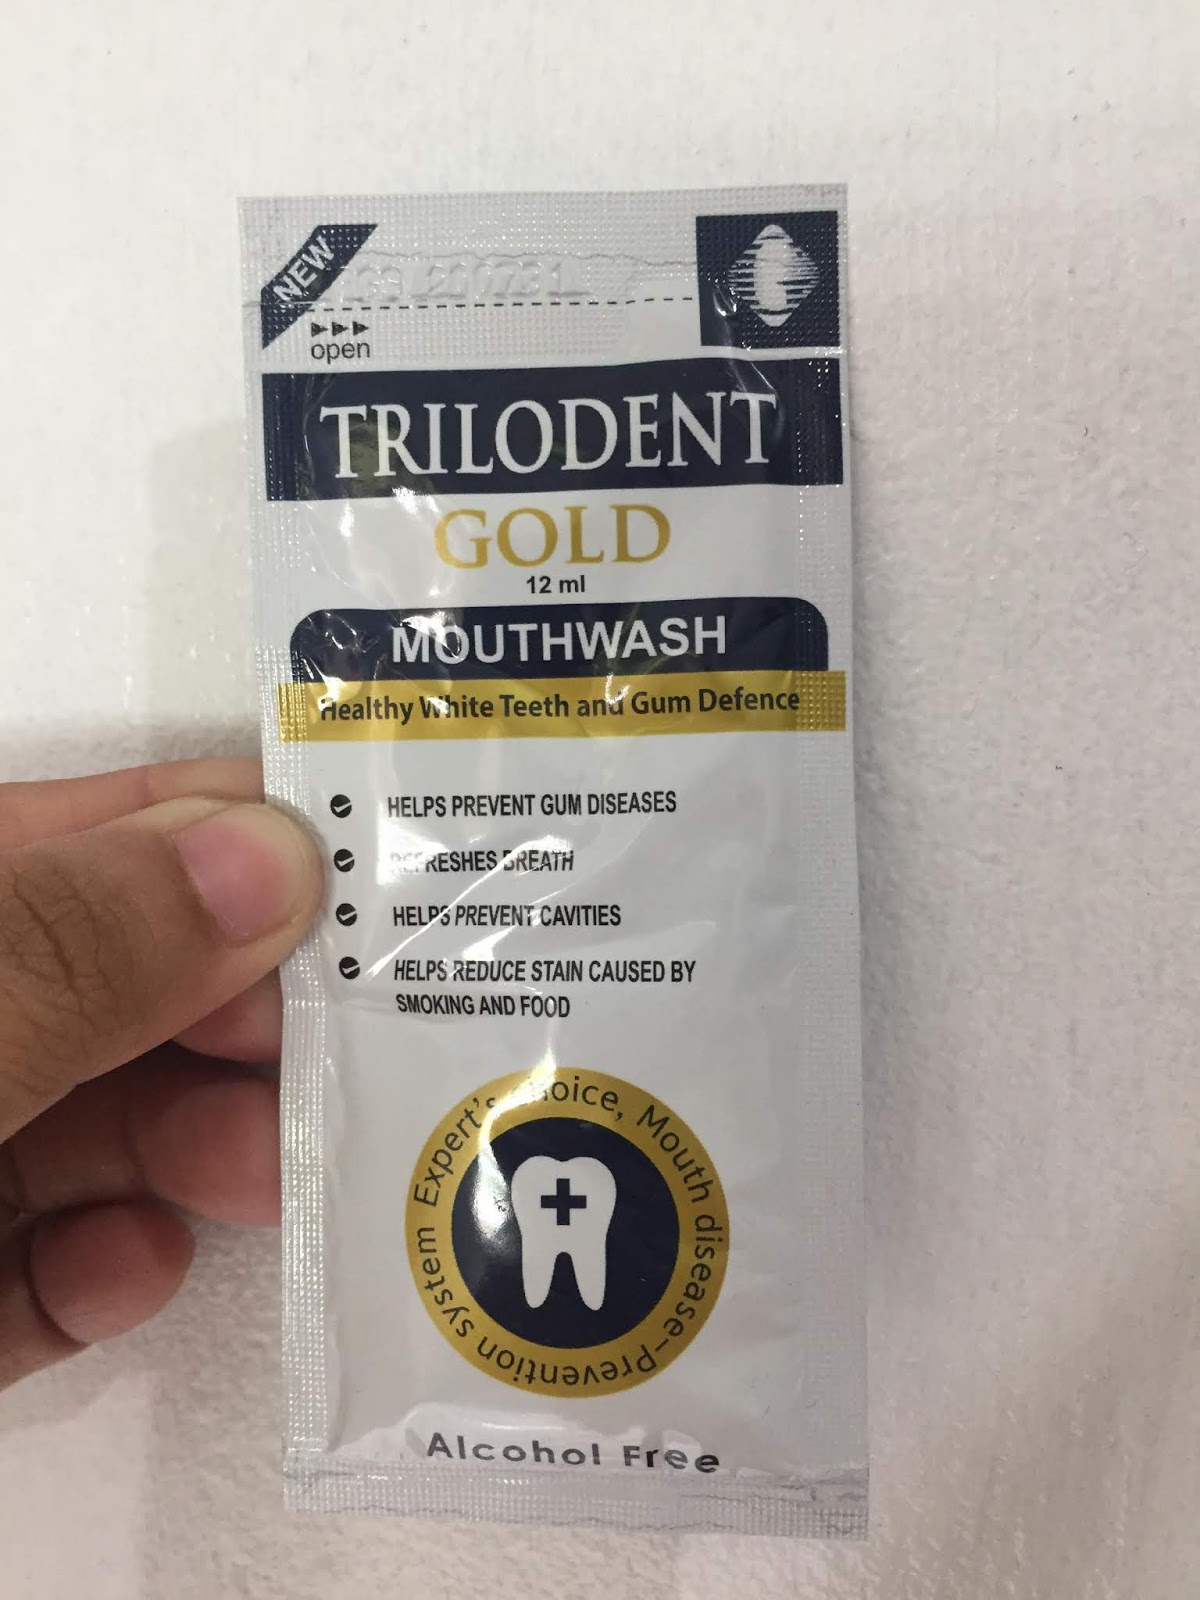 NEW
open
TRILODENT
GOLD
12 ml
MOUTHWASH
Healthy White Teeth and Gum Defence
HELPS PREVENT GUM DISEASES
REFRESHES BREATH
HELPS PREVENT CAVITIES
HELPS REDUCE STAIN CAUSED BY
SMOKING AND FOOD
Expert's Choice, Mouth disease-Prevention system
Alcohol Free